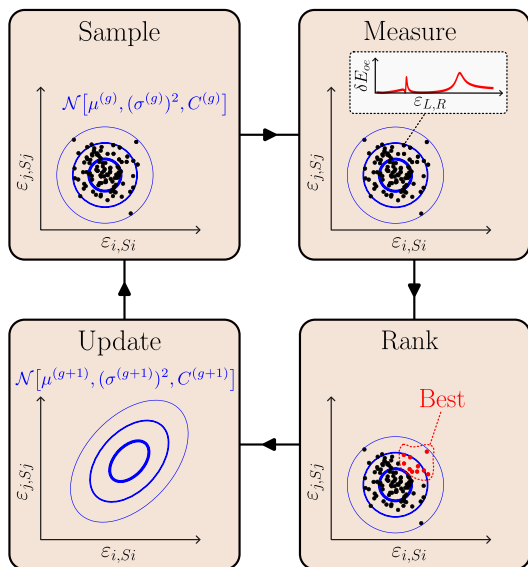 Sample
𝒩[μ^(g), (σ^(g))², C^(g)]
ε_{j,Sj}
ε_{i,Si}
Measure
δE_{oe}
ε_{L,R}
ε_{j,Sj}
ε_{i,Si}
Update
𝒩[μ^(g+1), (σ^(g+1))², C^(g+1)]
ε_{j,Sj}
ε_{i,Si}
Rank
Best
ε_{j,Sj}
ε_{i,Si}